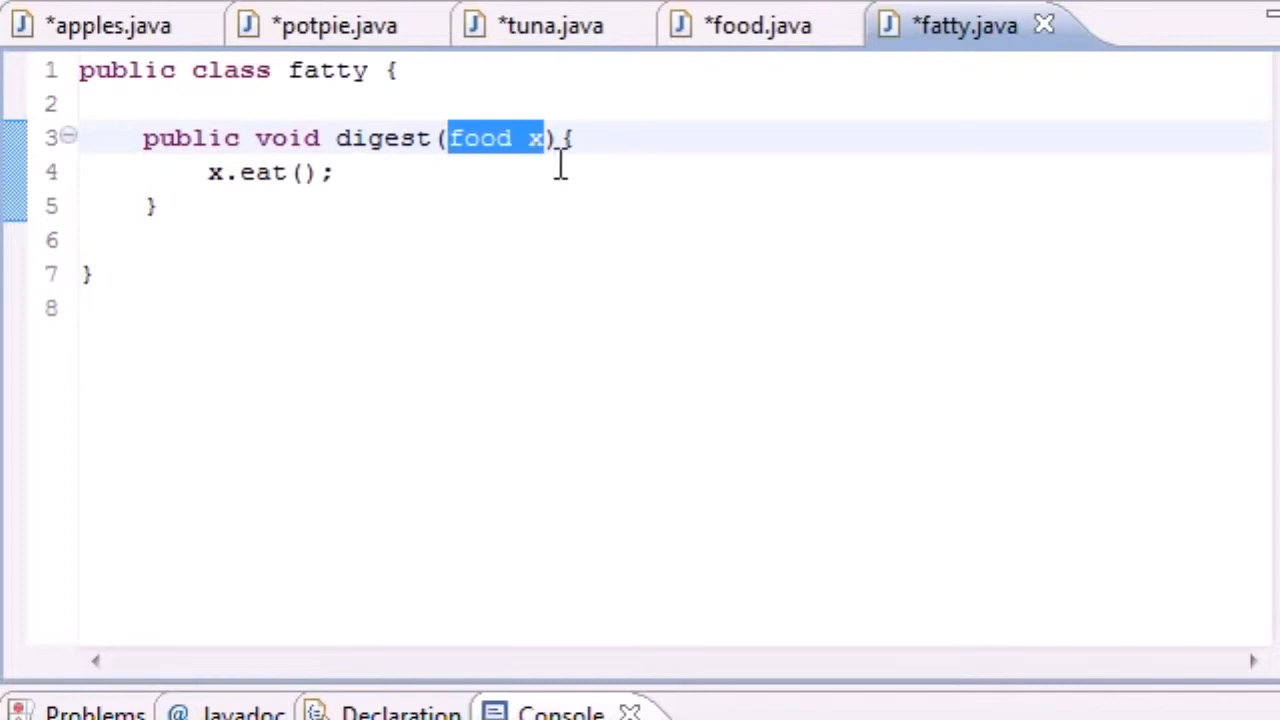 *apples.java *potpie.java *tuna.java *food.java *fatty.java
1 public class fatty {
2
3 public void digest(food x){
4 x.eat();
5 }
6
7 }
8
Problems @ Javadoc Declaration Console